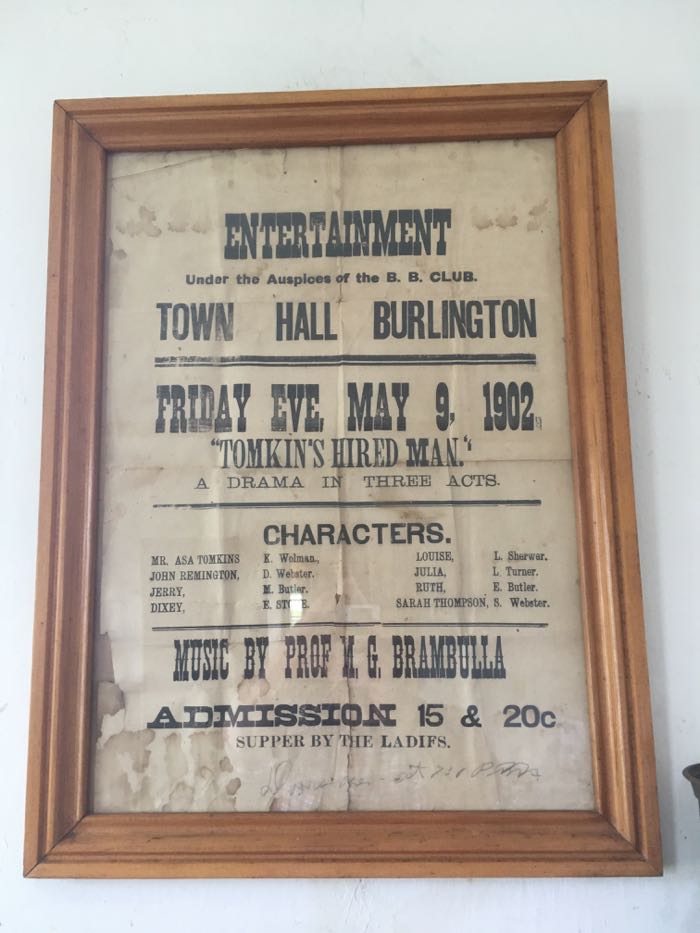 ENTERTAINMENT
Under the Auspices of the B. B. CLUB.
TOWN HALL BURLINGTON
FRIDAY EVE, MAY 9, 1902,
"TOMKIN'S HIRED MAN."
A DRAMA IN THREE ACTS.
CHARACTERS.
MR. ASA TOMKINS K. Welman., LOUISE, L. Sherwer.
JOHN REMINGTON, D. Webster. JULIA, L. Turner.
JERRY, M. Butler. RUTH, E. Butler.
DIXEY, E. STONE. SARAH THOMPSON, S. Webster.
MUSIC BY PROF M. G. BRAMBULLA
ADMISSION 15 & 20c
SUPPER BY THE LADIFS.